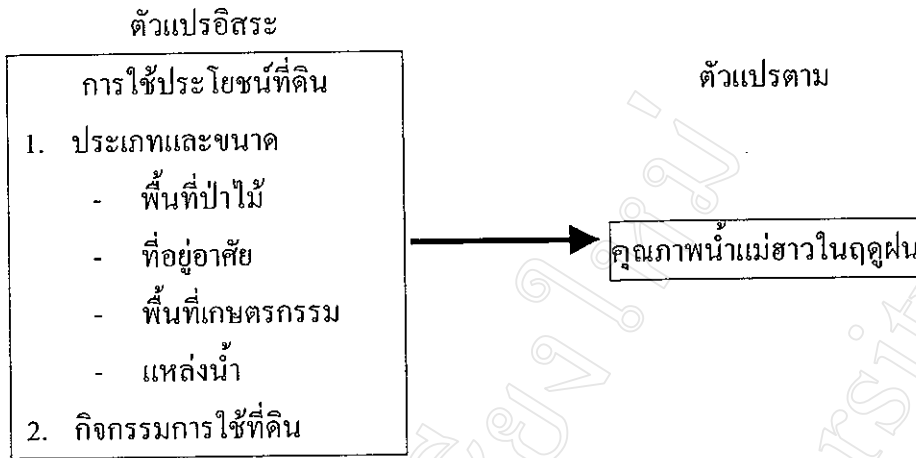 ตัวแปรอิสระ
การใช้ประโยชน์ที่ดิน
1. ประเภทและขนาด
- พื้นที่ป่าไม้
- ที่อยู่อาศัย
- พื้นที่เกษตรกรรม
- แหล่งน้ำ
2. กิจกรรมการใช้ที่ดิน
ตัวแปรตาม
คุณภาพน้ำแม่ฮาวในฤดูฝน